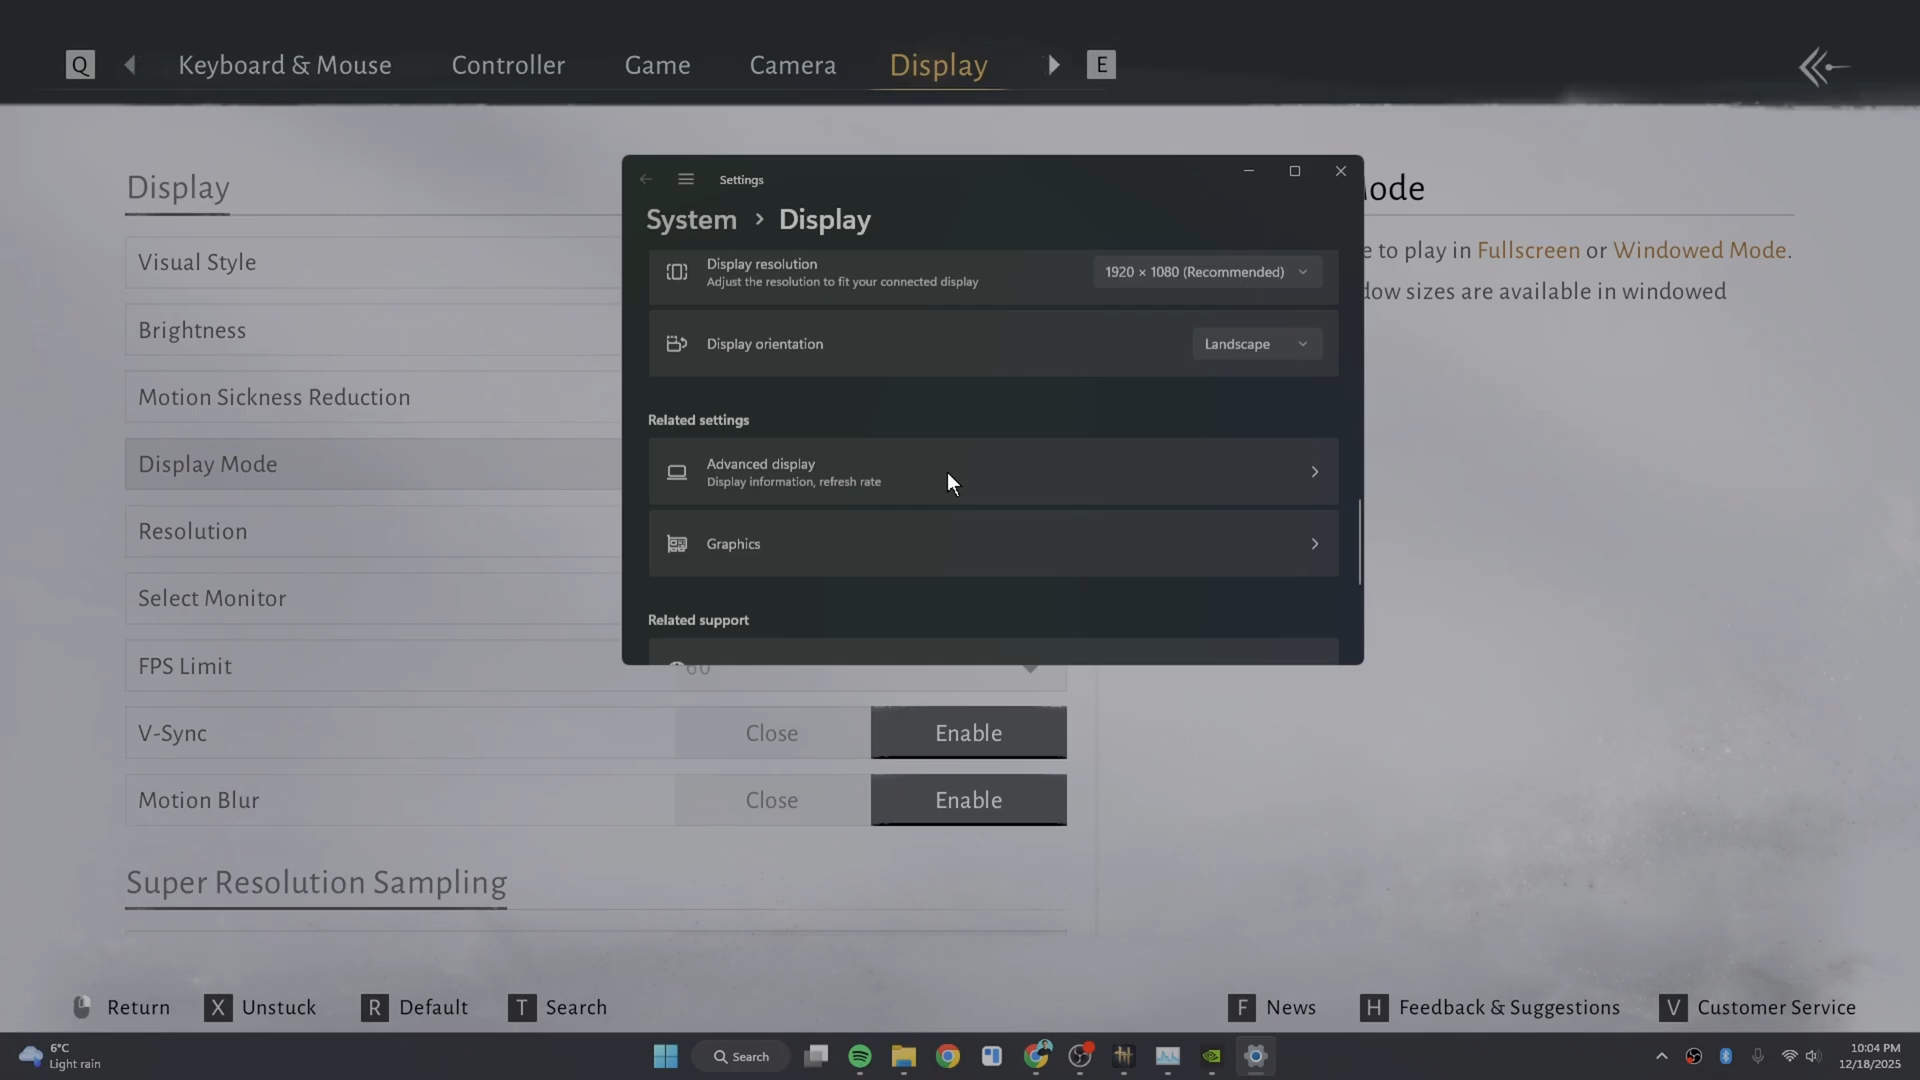 Q Keyboard & Mouse Controller Game Camera Display E
Display
Visual Style
Brightness
Motion Sickness Reduction
Display Mode
Resolution
Select Monitor
FPS Limit
V-Sync Close Enable
Motion Blur Close Enable
Super Resolution Sampling
Settings
System > Display
Display resolution
Adjust the resolution to fit your connected display
1920 × 1080 (Recommended)
Display orientation Landscape
Related settings
Advanced display
Display information, refresh rate
Graphics
Related support
60
ode
e to play in Fullscreen or Windowed Mode.
dow sizes are available in windowed
Return X Unstuck R Default T Search F News H Feedback & Suggestions V Customer Service
6°C
Light rain
Search
10:04 PM
12/18/2025